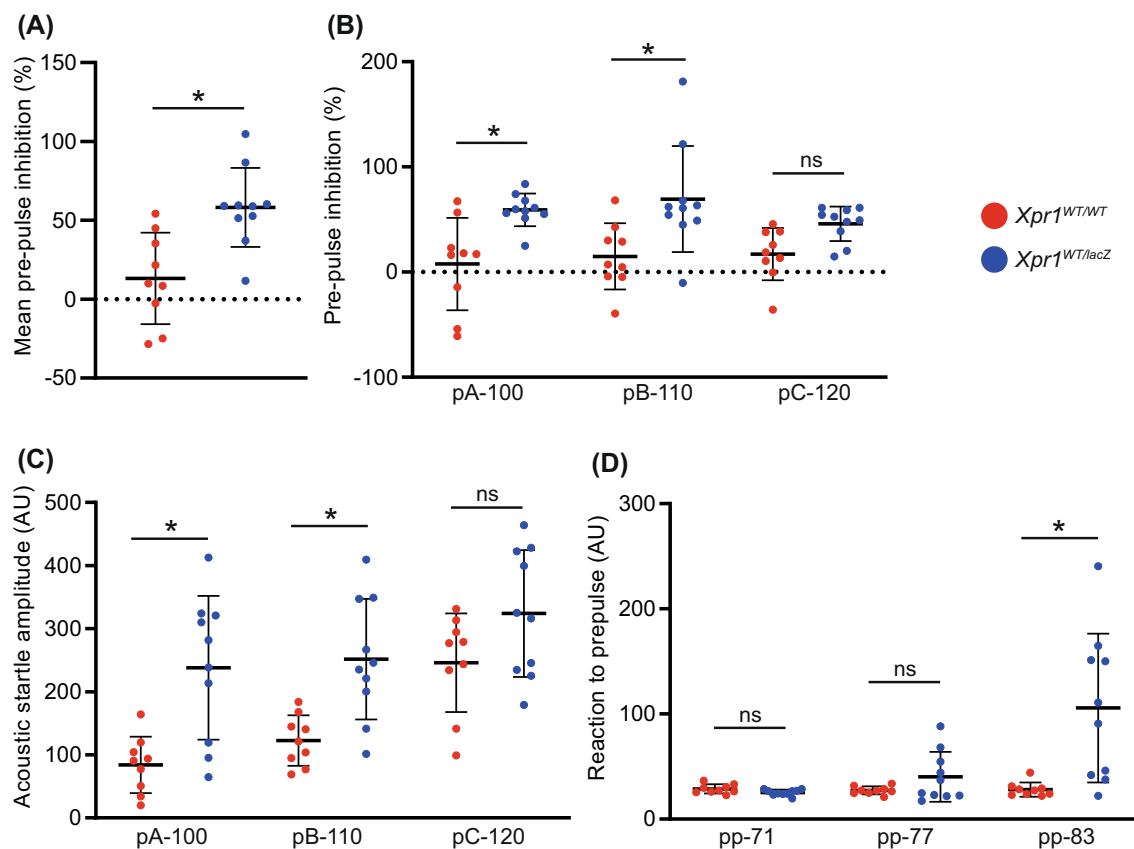 (A)
Mean pre-pulse inhibition (%)
150
100
50
0
-50
*
(B)
Pre-pulse inhibition (%)
200
100
0
-100
*
*
ns
pA-100 pB-110 pC-120
Xpr1WT/WT
Xpr1WT/lacZ
(C)
Acoustic startle amplitude (AU)
500
400
300
200
100
0
*
*
ns
pA-100 pB-110 pC-120
(D)
Reaction to prepulse (AU)
300
200
100
0
ns
ns
*
pp-71 pp-77 pp-83